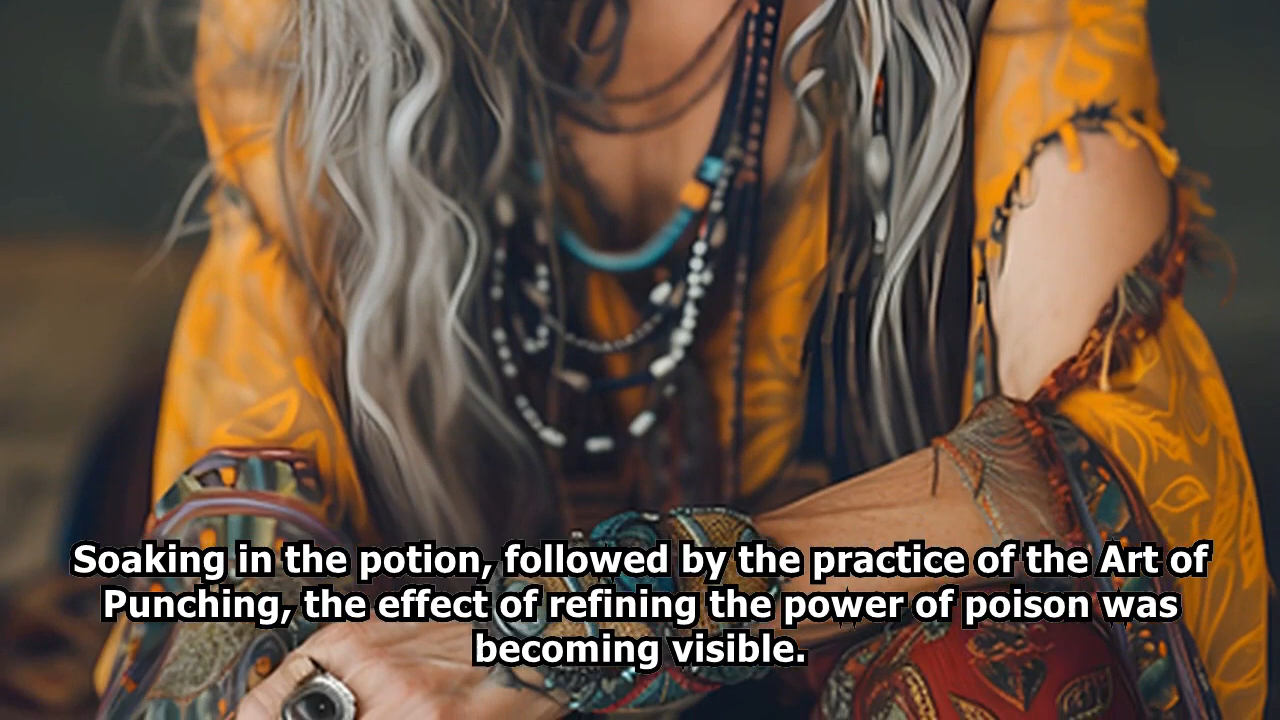 Soaking in the potion, followed by the practice of the Art of
Punching, the effect of refining the power of poison was
becoming visible.